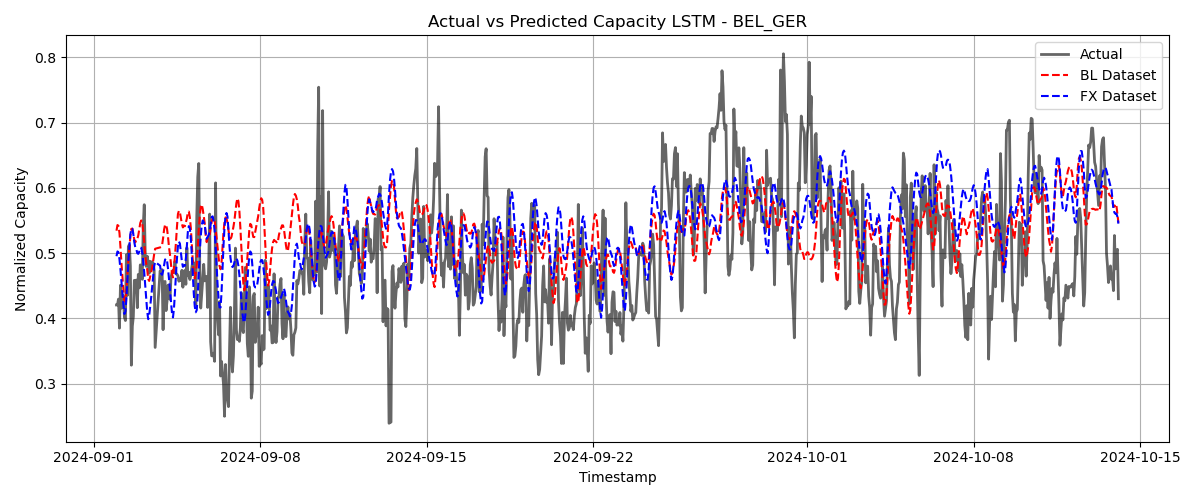 Actual vs Predicted Capacity LSTM - BEL_GER
Normalized Capacity
0.8
0.7
0.6
0.5
0.4
0.3
Actual
BL Dataset
FX Dataset
2024-09-01
2024-09-08
2024-09-15
2024-09-22
2024-10-01
2024-10-08
2024-10-15
Timestamp